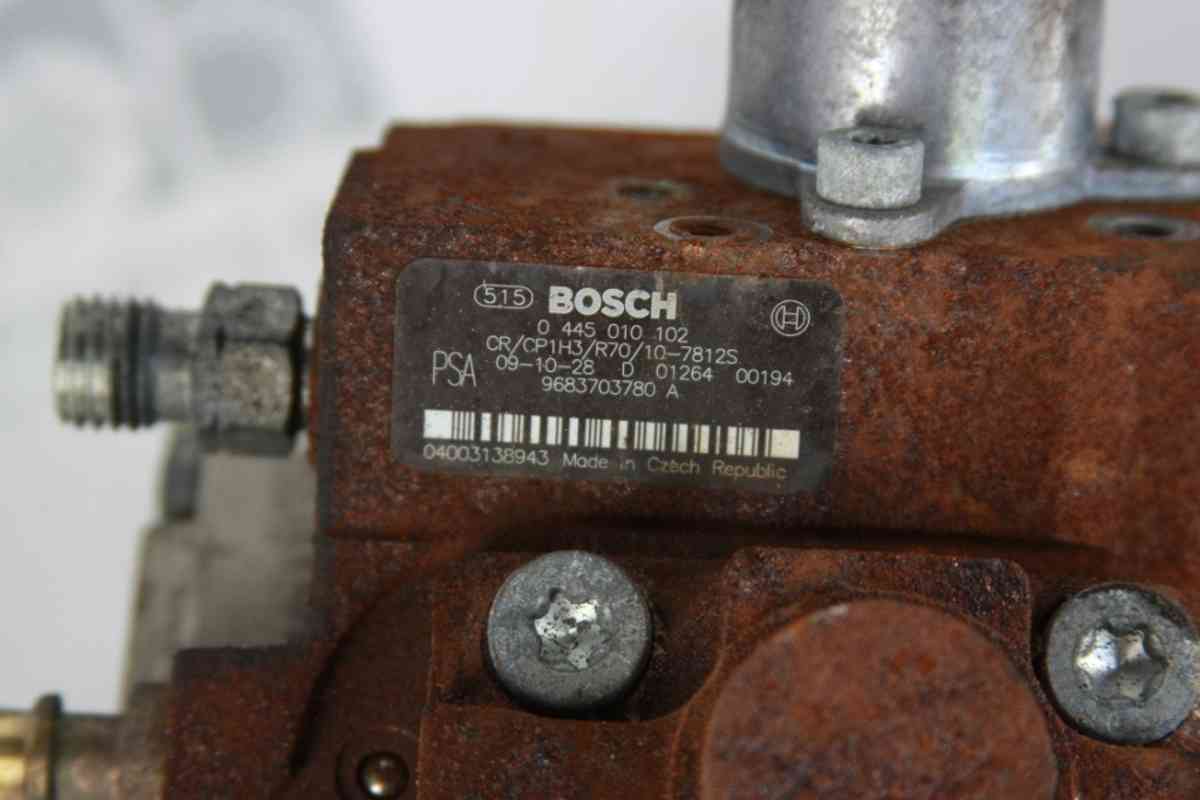 515 BOSCH
0 445 010 102
CR/CP1H3/R70/10-7812S
PSA 09-10-28 D 01264 00194
9683703780 A
04003138943 Made in Czech Republic